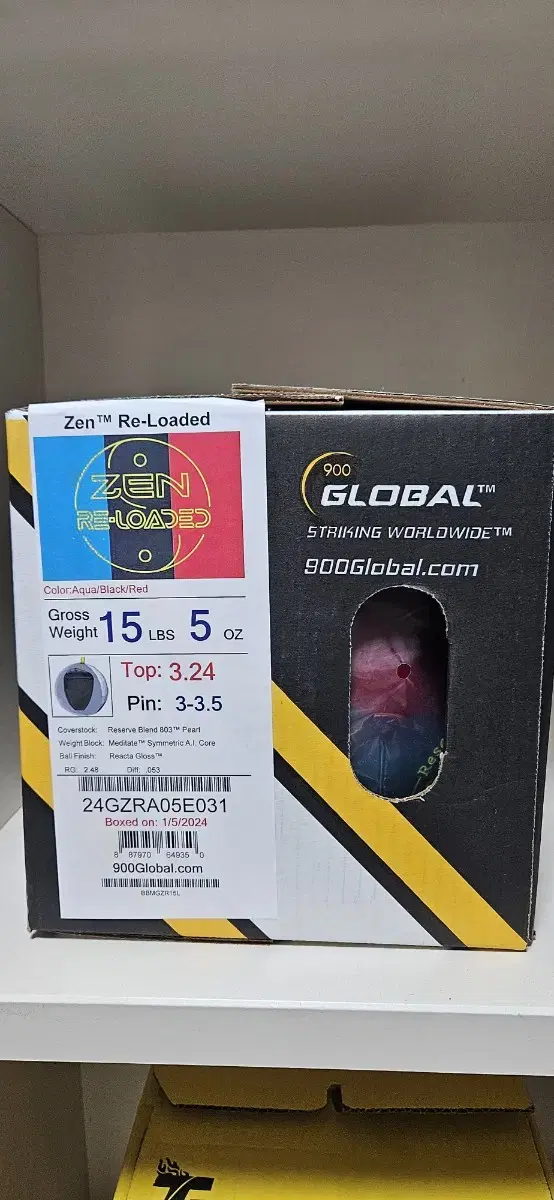 Zen™ Re-Loaded
ZEN
RE-LOADED
Color:Aqua/Black/Red
Gross Weight 15 LBS 5 OZ
Top: 3.24
Pin: 3-3.5
Coverstock: Reserve Blend 803™ Pearl
Weight Block: Meditate™ Symmetric A.I. Core
Ball Finish: Reacta Gloss™
RG: 2.48 Diff: .053
24GZRA05E031
Boxed on: 1/5/2024
8 87970 64935 0
900Global.com
BBMGZR15L
900
GLOBAL™
STRIKING WORLDWIDE™
900Global.com
Rese